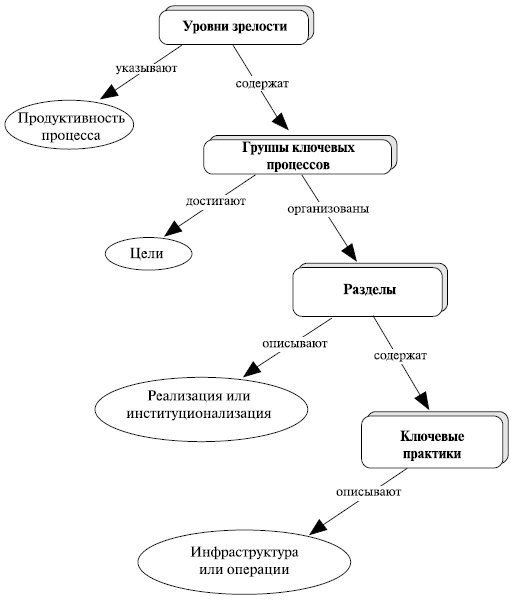 Уровни зрелости
указывают
содержат
Продуктивность
процесса
Группы ключевых
процессов
достигают
организованы
Цели
Разделы
описывают
содержат
Реализация или
институционализация
Ключевые
практики
описывают
Инфраструктура
или операции